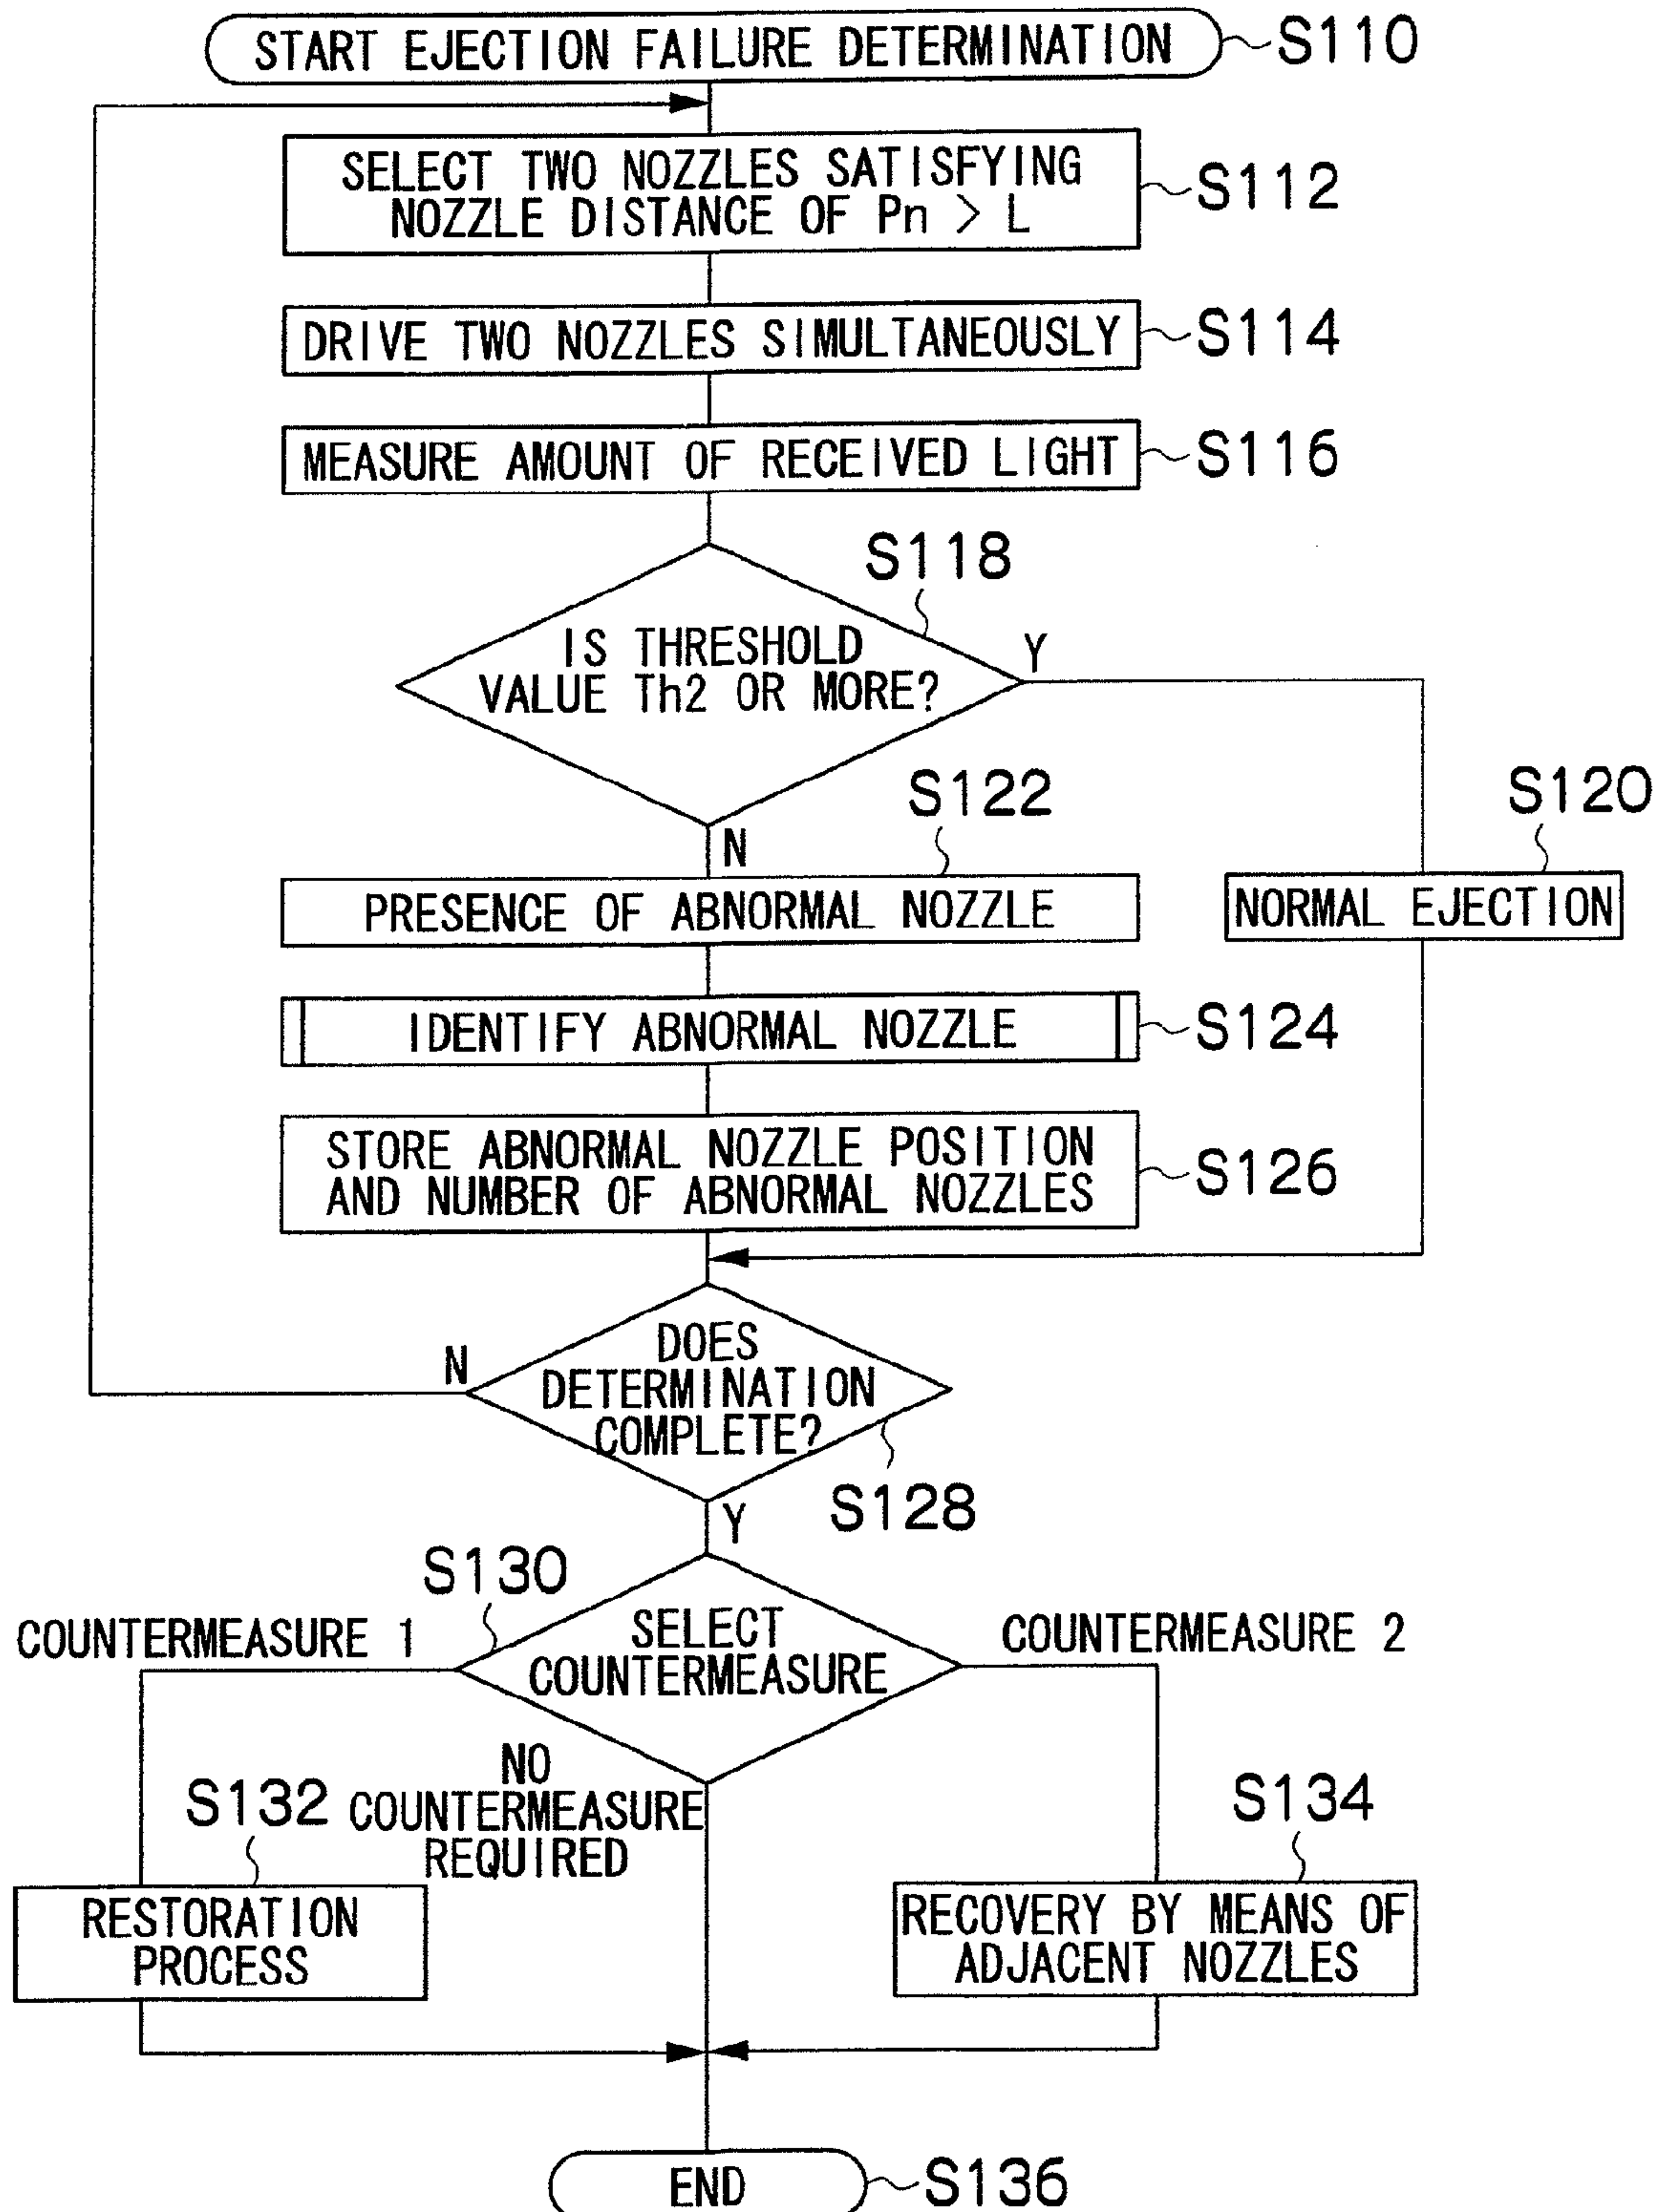 START EJECTION FAILURE DETERMINATION
S110
SELECT TWO NOZZLES SATISFYING
NOZZLE DISTANCE OF Pn > L
S112
DRIVE TWO NOZZLES SIMULTANEOUSLY
S114
MEASURE AMOUNT OF RECEIVED LIGHT
S116
S118
IS THRESHOLD
VALUE Th2 OR MORE?
Y
N
S122
PRESENCE OF ABNORMAL NOZZLE
S120
NORMAL EJECTION
IDENTIFY ABNORMAL NOZZLE
S124
STORE ABNORMAL NOZZLE POSITION
AND NUMBER OF ABNORMAL NOZZLES
S126
DOES
DETERMINATION
COMPLETE?
N
S128
Y
S130
SELECT
COUNTERMEASURE
COUNTERMEASURE 1
COUNTERMEASURE 2
NO
COUNTERMEASURE
REQUIRED
S132
RESTORATION
PROCESS
S134
RECOVERY BY MEANS OF
ADJACENT NOZZLES
END
S136